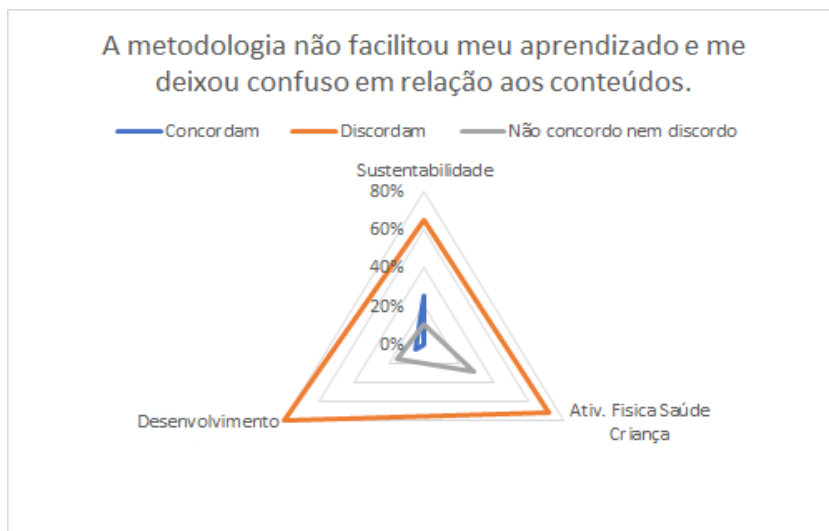 A metodologia não facilitou meu aprendizado e me
deixou confuso em relação aos conteúdos.
Concordam Discordam Não concordo nem discordo
Sustentabilidade
80%
60%
40%
20%
0%
Desenvolvimento
Ativ. Fisica Saúde
Criança